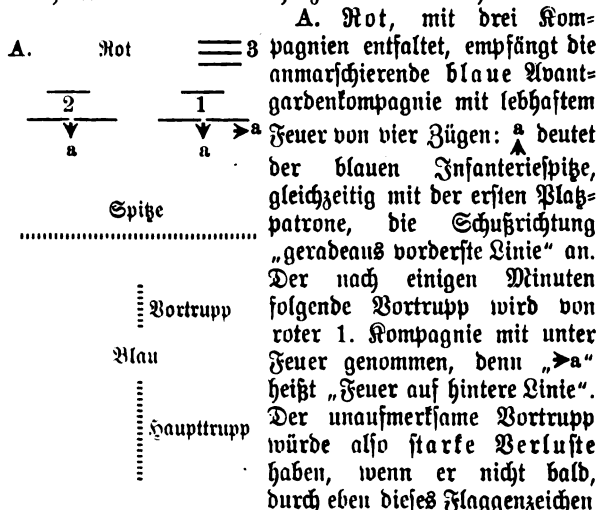 A. Rot 3
2 1
a a a
Spitze
Vortrupp
Blau
Haupttrupp
A. Rot, mit drei Kom-
pagnien entfaltet, empfängt die
anmarschierende blaue Avant-
gardenkompagnie mit lebhaftem
Feuer von vier Zügen: a deutet
der blauen Infanteriespitze,
gleichzeitig mit der ersten Platz-
patrone, die Schußrichtung
„geradeaus vorderste Linie“ an.
Der nach einigen Minuten
folgende Vortrupp wird von
roter 1. Kompagnie mit unter
Feuer genommen, denn „➤a“
heißt „Feuer auf hintere Linie“.
Der unaufmerksame Vortrupp
würde also starke Verluste
haben, wenn er nicht bald,
durch eben dieses Flaggenzeichen